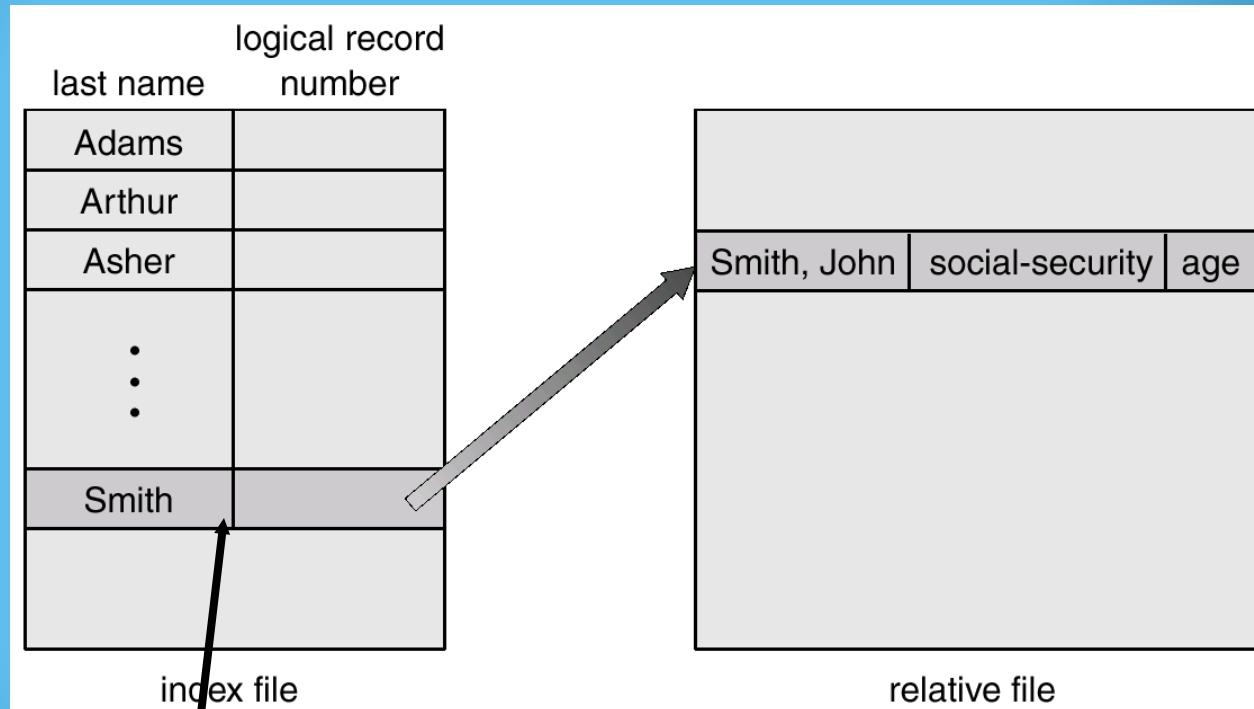 logical record
last name number
Adams
Arthur
Asher
Smith
Smith, John social-security age
index file relative file